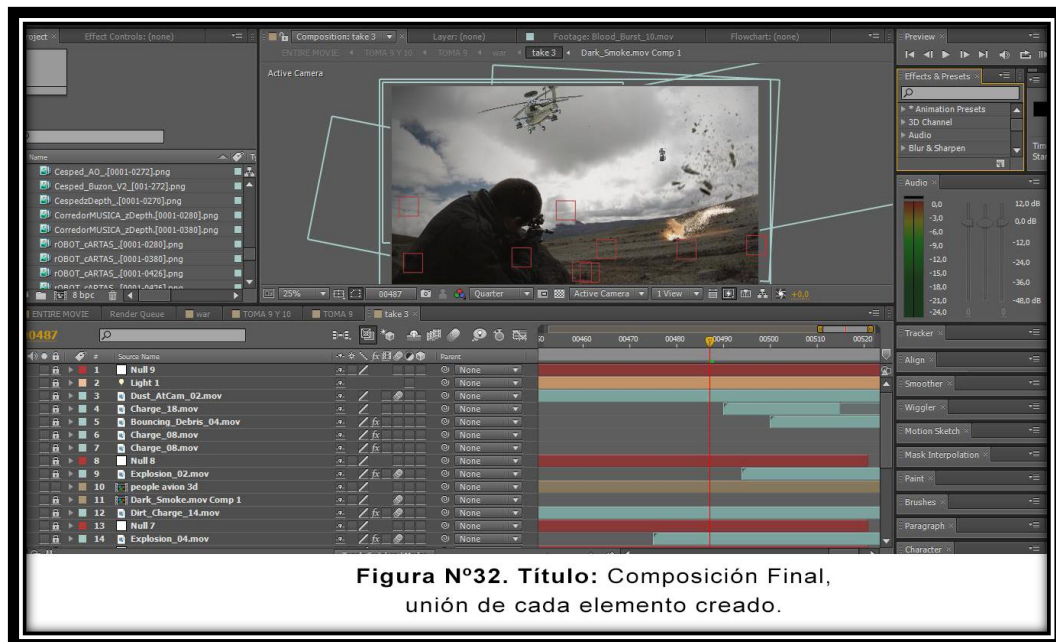 roject
Effect Controls: (none)
Composition: take 3
Layer: (none)
Footage: Blood_Burst_10.mov
Flowchart: (none)
ENTIRE MOVIE TOMA 9 Y 10 TOMA 9 war take 3 Dark_Smoke.mov Comp 1
Active Camera
Name
Cesped_AO_.[0001-0272].png
Cesped_Buzon_V2_[001-272].png
CespedzDepth_.[0001-0270].png
CorredorMUSICA_zDepth.[0001-0280].png
CorredorMUSICA_zDepth.[0001-0380].png
rOBOT_cARTAS_.[0001-0280].png
rOBOT_cARTAS_.[0001-0380].png
rOBOT_cARTAS_.[0001-0426].png
8 bpc
25% 00487 Quarter Active Camera 1 View +0,0
Preview
Effects & Presets
* Animation Presets
3D Channel
Audio
Blur & Sharpen
Audio
0,0 12,0 dB
-3,0 0,0 dB
-6,0
-9,0 -12,0
-12,0
-15,0 -24,0
-18,0 -36,0
-21,0 -48,0 dB
-24,0 0 0
Tracker
Align
Smoother
Wiggler
Motion Sketch
Mask Interpolation
Paint
Brushes
Paragraph
Character
ENTIRE MOVIE Render Queue war TOMA 9 Y 10 TOMA 9 take 3
0487
50 00460 00470 00480 00490 00500 00510 00520
# Source Name Parent
1 Null 9 None
2 Light 1 None
3 Dust_AtCam_02.mov None
4 Charge_18.mov None
5 Bouncing_Debris_04.mov fx None
6 Charge_08.mov fx None
7 Charge_08.mov fx None
8 Null 8 None
9 Explosion_02.mov fx None
10 people avion 3d None
11 Dark_Smoke.mov Comp 1 None
12 Dirt_Charge_14.mov fx None
13 Null 7 None
14 Explosion_04.mov fx None
Figura Nº32. Título: Composición Final,
unión de cada elemento creado.